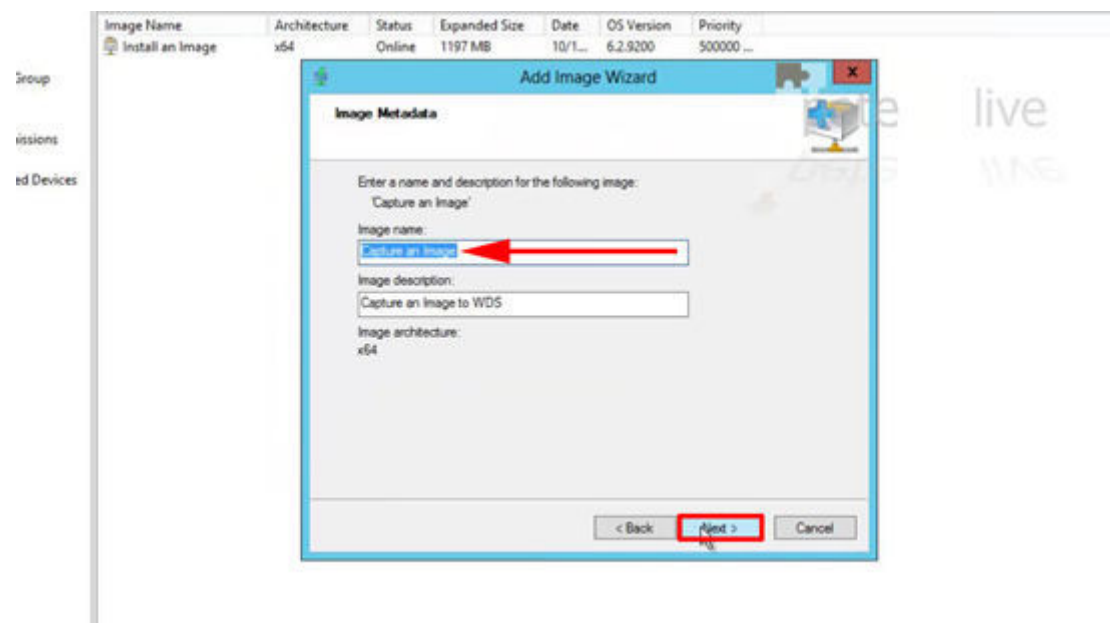 Image Name Architecture Status Expanded Size Date OS Version Priority
Install an Image x64 Online 1197 MB 10/1... 6.2.9200 500000 ...
Group
issions
ed Devices
Add Image Wizard
live
Image Metadata
Enter a name and description for the following image:
'Capture an Image'
Image name:
Capture an Image
Image description:
Capture an Image to WDS
Image architecture:
x64
< Back Next > Cancel